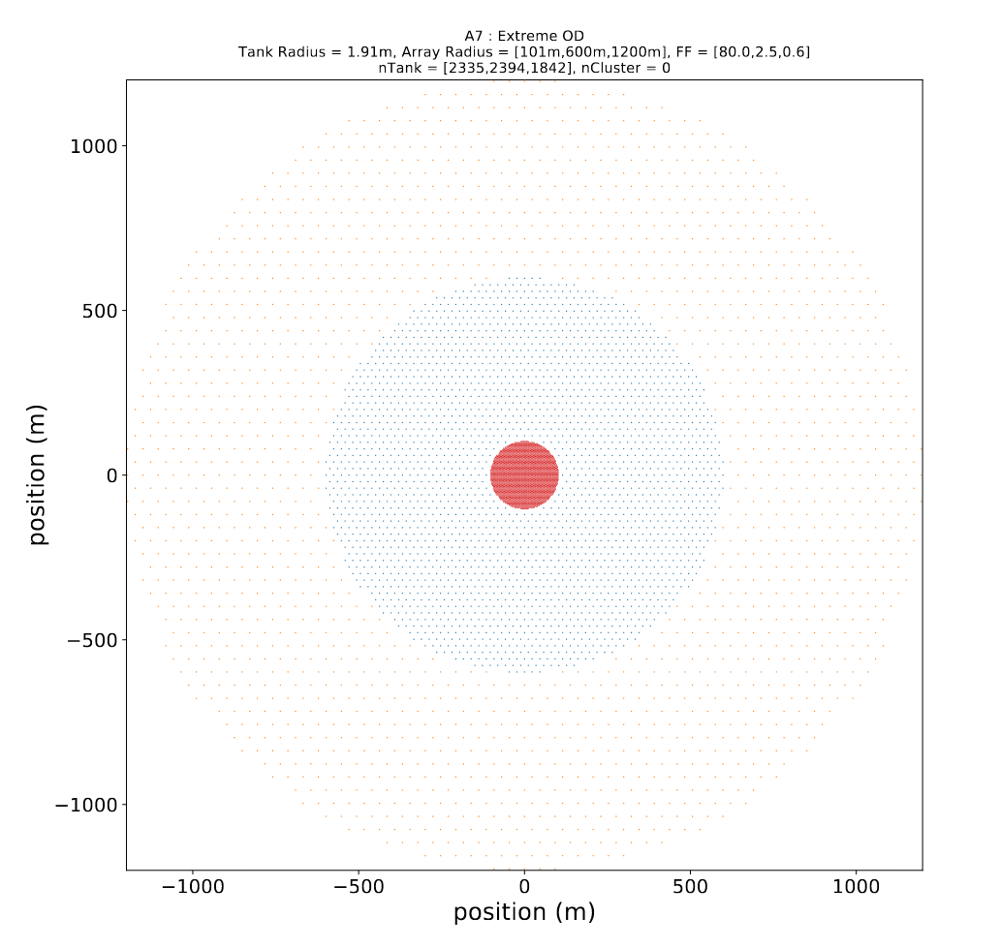 A7 : Extreme OD
Tank Radius = 1.91m, Array Radius = [101m,600m,1200m], FF = [80.0,2.5,0.6]
nTank = [2335,2394,1842], nCluster = 0
1000
500
0
−500
−1000
position (m)
−1000 −500 0 500 1000
position (m)